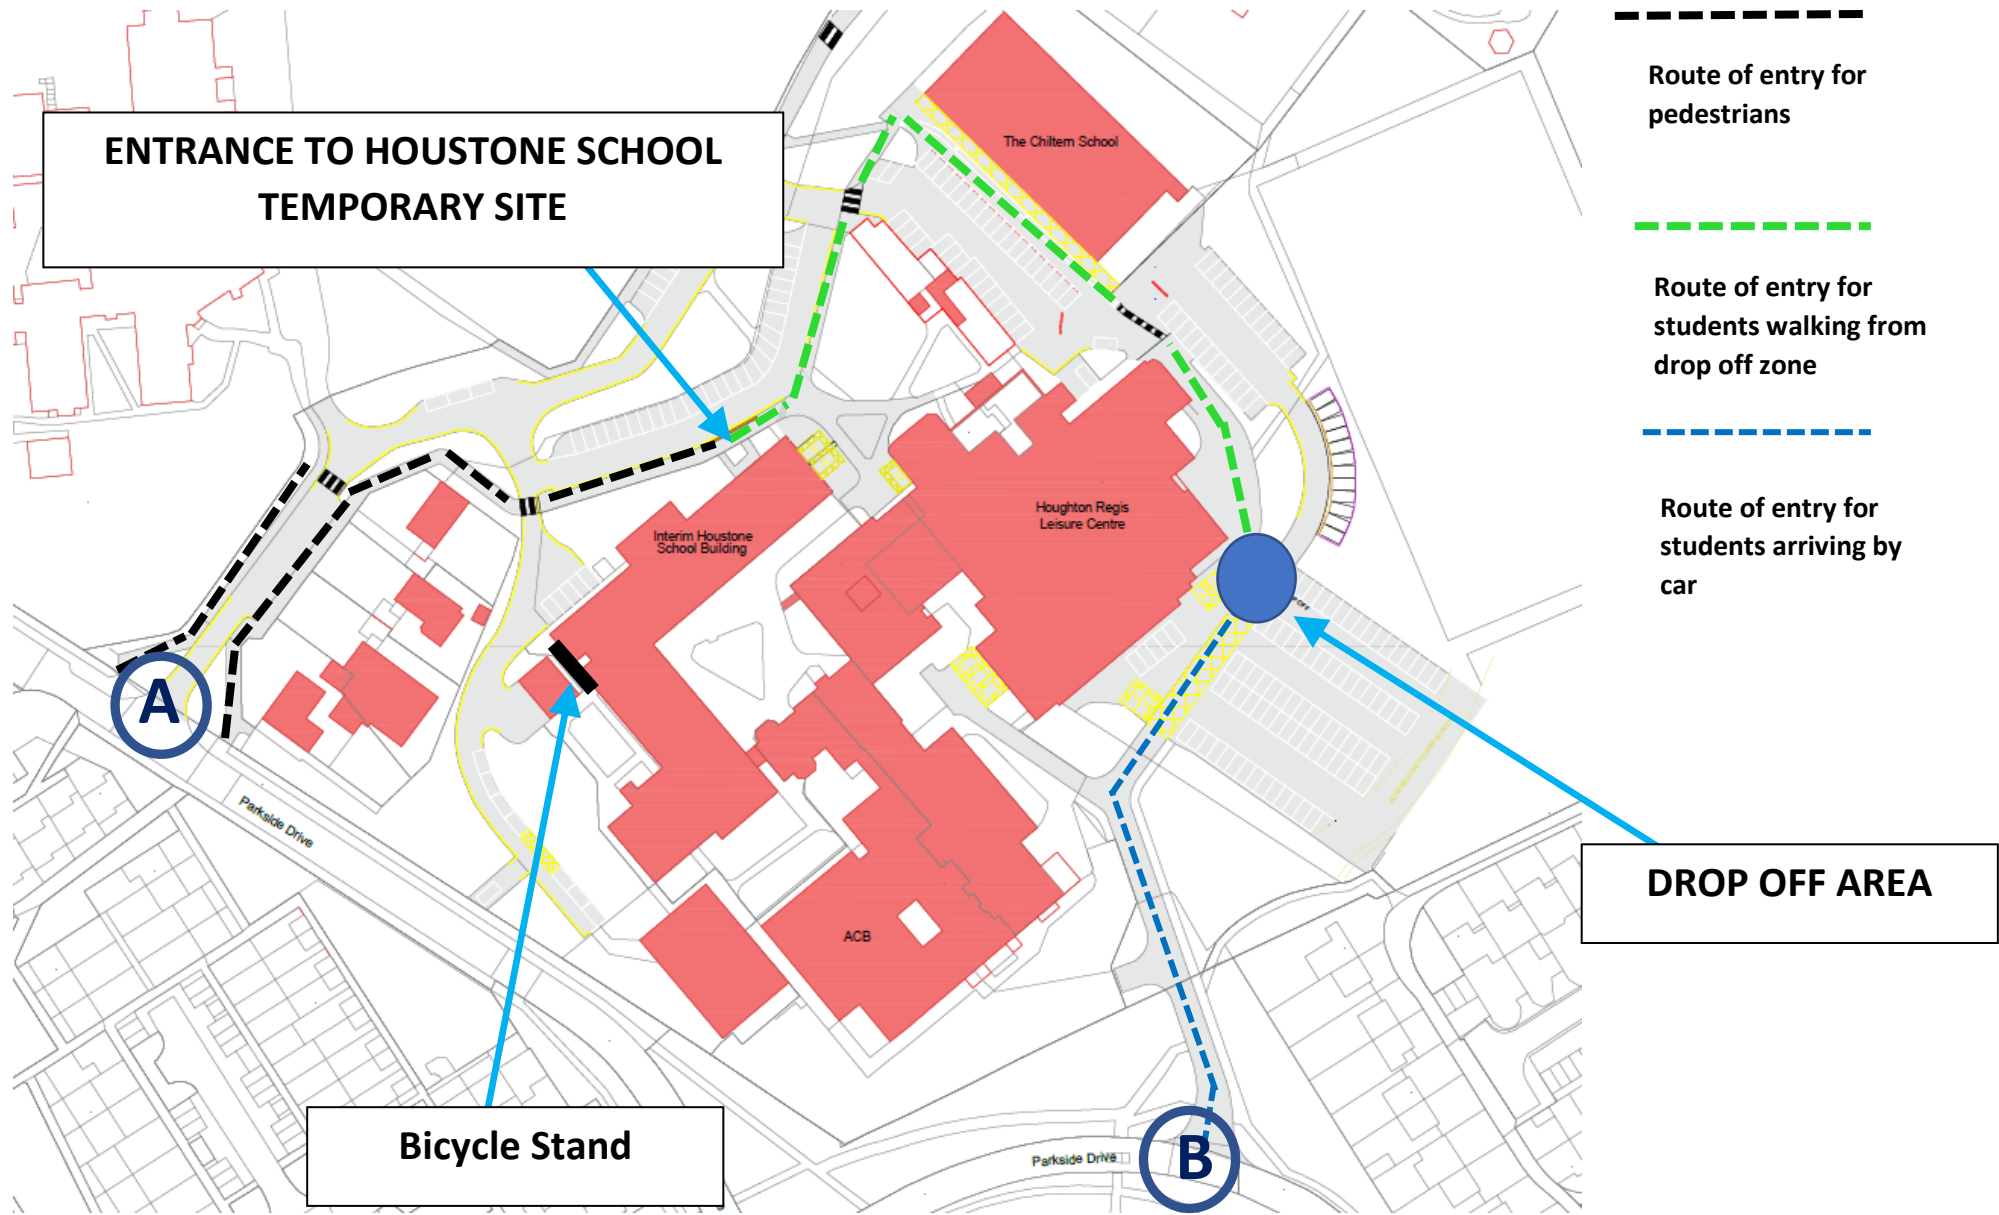 ENTRANCE TO HOUSTONE SCHOOL
TEMPORARY SITE
The Chiltern School
Route of entry for
pedestrians
Route of entry for
students walking from
drop off zone
Route of entry for
students arriving by
car
Interim Houstone
School Building
Houghton Regis
Leisure Centre
A
Parkside Drive
DROP OFF AREA
ACB
Bicycle Stand
Parkside Drive
B